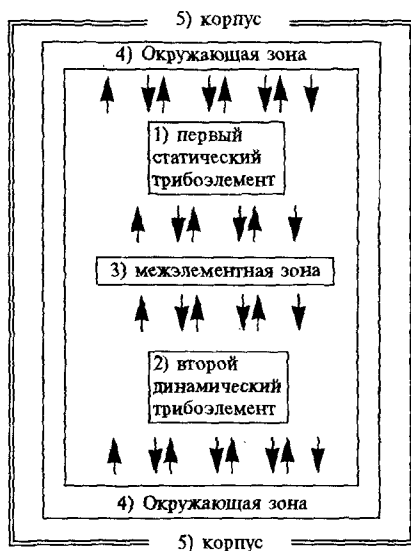 5) корпус
4) Окружающая зона
1) первый
статический
трибоэлемент
3) межэлементная зона
2) второй
динамический
трибоэлемент
4) Окружающая зона
5) корпус